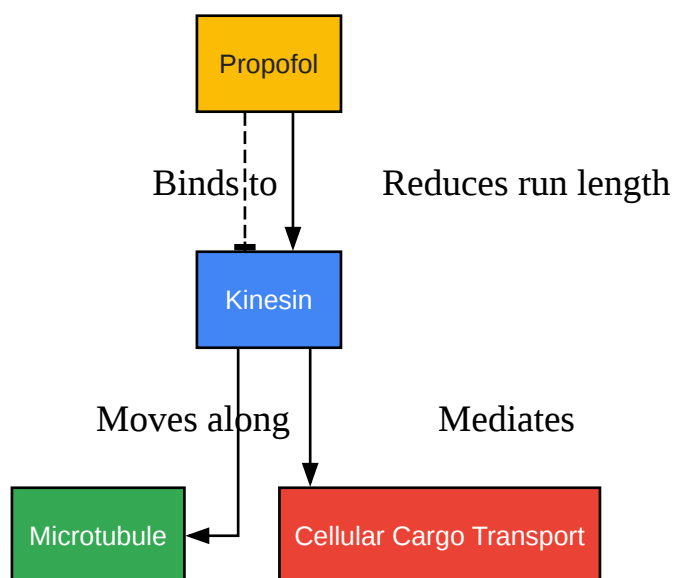 Propofol
Binds to
Reduces run length
Kinesin
Moves along
Mediates
Microtubule
Cellular Cargo Transport